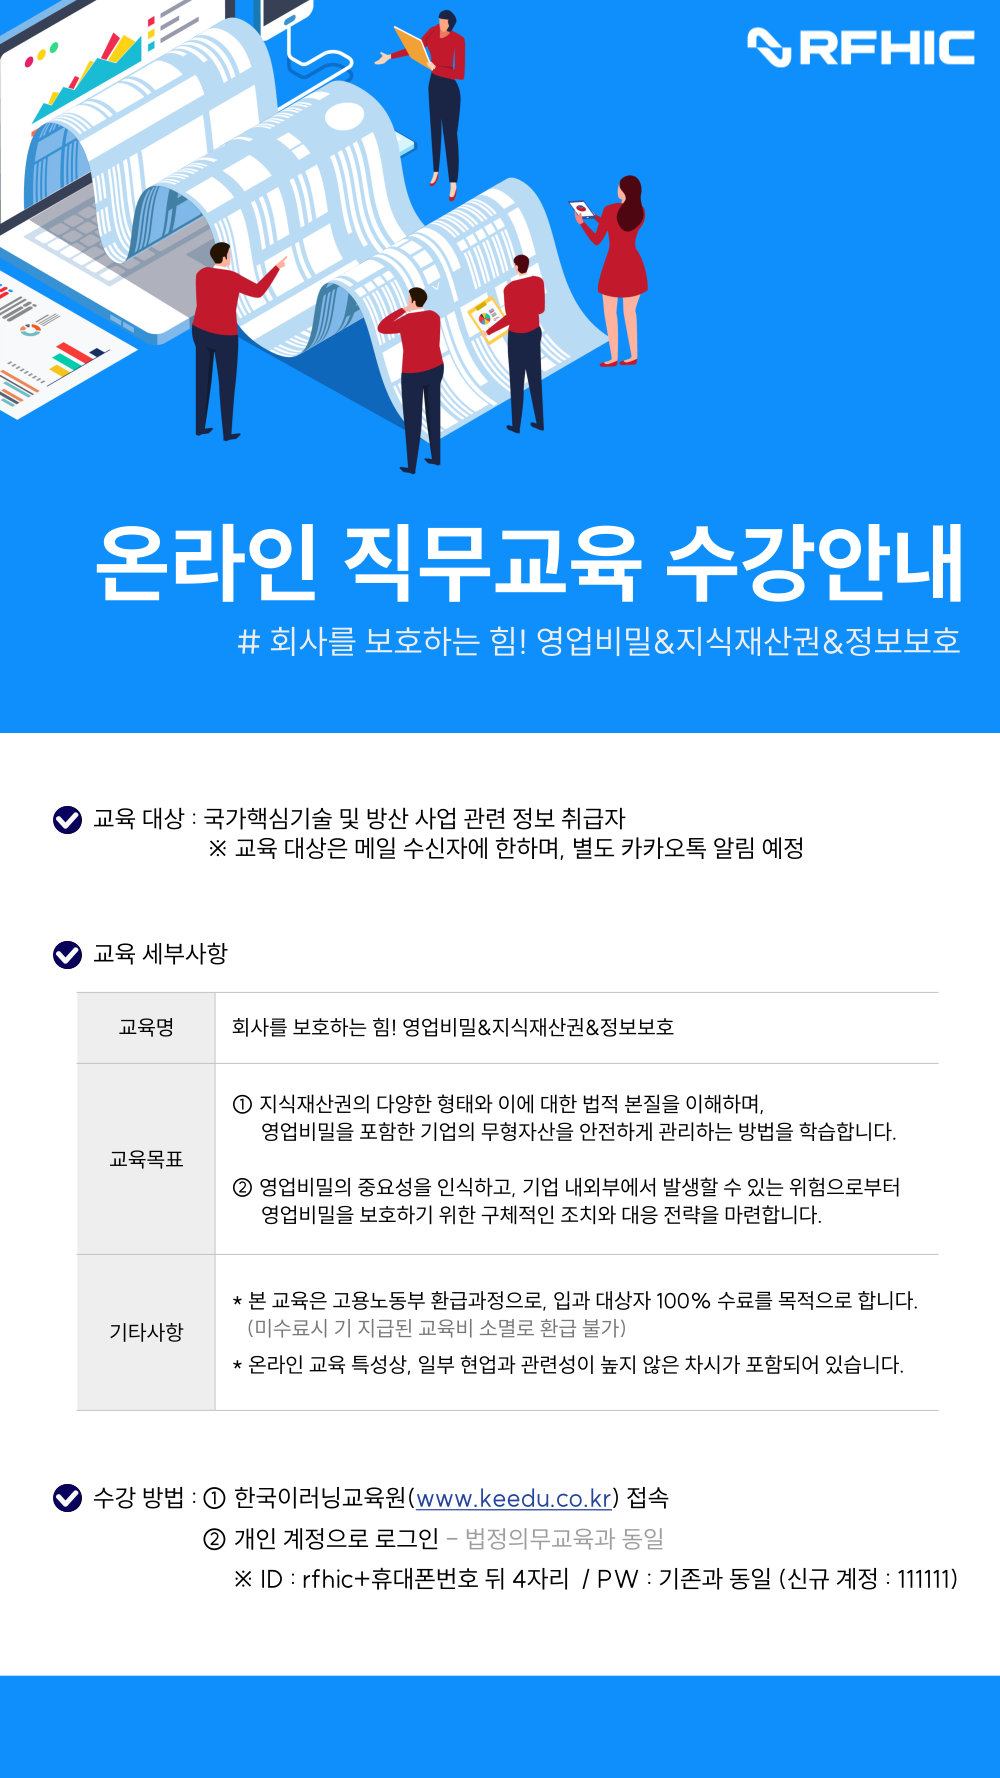 RFHIC
온라인 직무교육 수강안내
# 회사를 보호하는 힘! 영업비밀&지식재산권&정보보호
교육 대상 : 국가핵심기술 및 방산 사업 관련 정보 취급자
※ 교육 대상은 메일 수신자에 한하며, 별도 카카오톡 알림 예정
교육 세부사항
교육명
회사를 보호하는 힘! 영업비밀&지식재산권&정보보호
교육목표
① 지식재산권의 다양한 형태와 이에 대한 법적 본질을 이해하며,
영업비밀을 포함한 기업의 무형자산을 안전하게 관리하는 방법을 학습합니다.
② 영업비밀의 중요성을 인식하고, 기업 내외부에서 발생할 수 있는 위험으로부터
영업비밀을 보호하기 위한 구체적인 조치와 대응 전략을 마련합니다.
기타사항
* 본 교육은 고용노동부 환급과정으로, 입과 대상자 100% 수료를 목적으로 합니다.
(미수료시 기 지급된 교육비 소멸로 환급 불가)
* 온라인 교육 특성상, 일부 현업과 관련성이 높지 않은 차시가 포함되어 있습니다.
수강 방법 : ① 한국이러닝교육원(www.keedu.co.kr) 접속
② 개인 계정으로 로그인 - 법정의무교육과 동일
※ ID : rfhic+휴대폰번호 뒤 4자리 / PW : 기존과 동일 (신규 계정 : 111111)